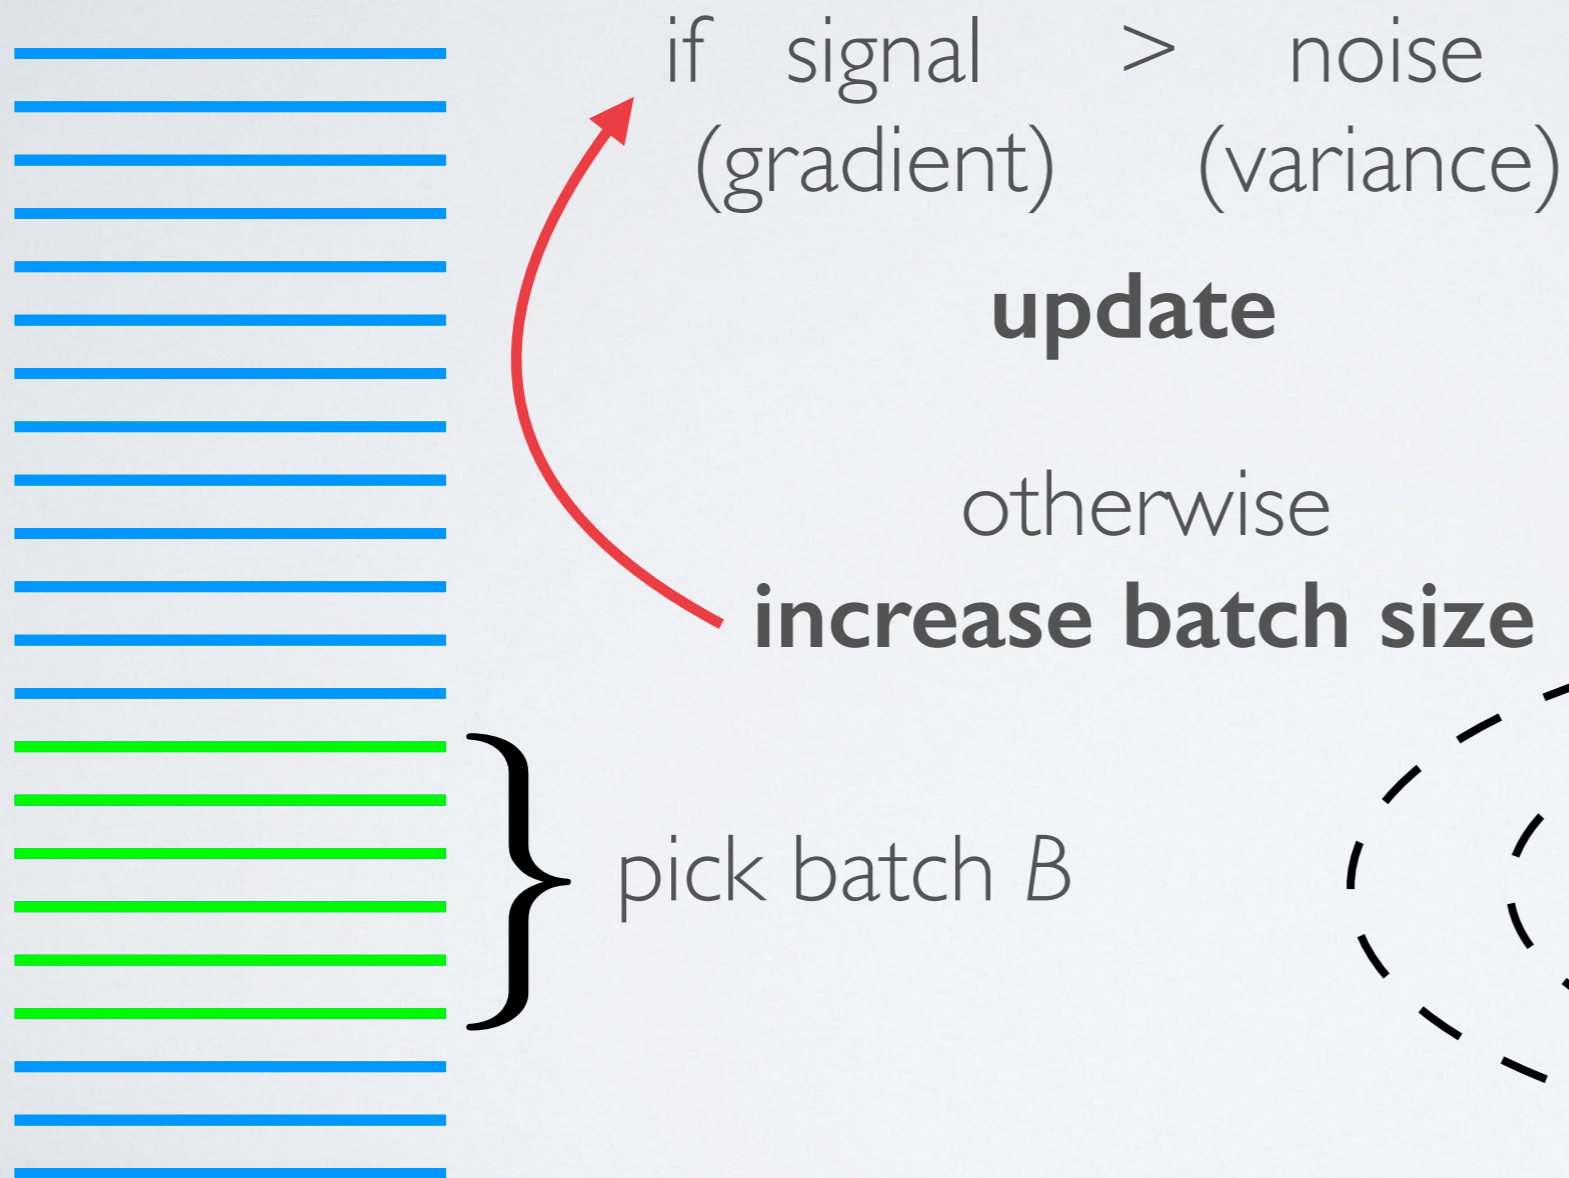 if signal > noise
(gradient) (variance)
update
otherwise
increase batch size
pick batch B